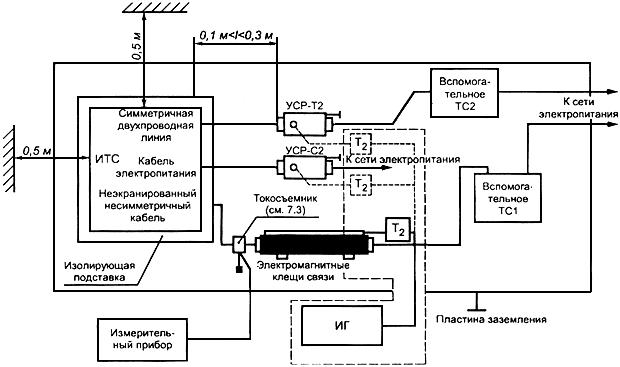 0,1 м<l<0,3 м
0,5 м
Симметричная
двухпроводная
линия
УСР-Т2
Вспомога-
тельное
ТС2
К сети
электропитания
0,5 м
ИТС
Кабель
электропитания
УСР-С2
T2
К сети электропитания
T2
Вспомога-
тельное
ТС1
Неэкранированный
несимметричный
кабель
Токосъемник
(см. 7.3)
T2
Изолирующая
подставка
Электромагнитные
клещи связи
Измеритель-
ный прибор
ИГ
Пластина заземления